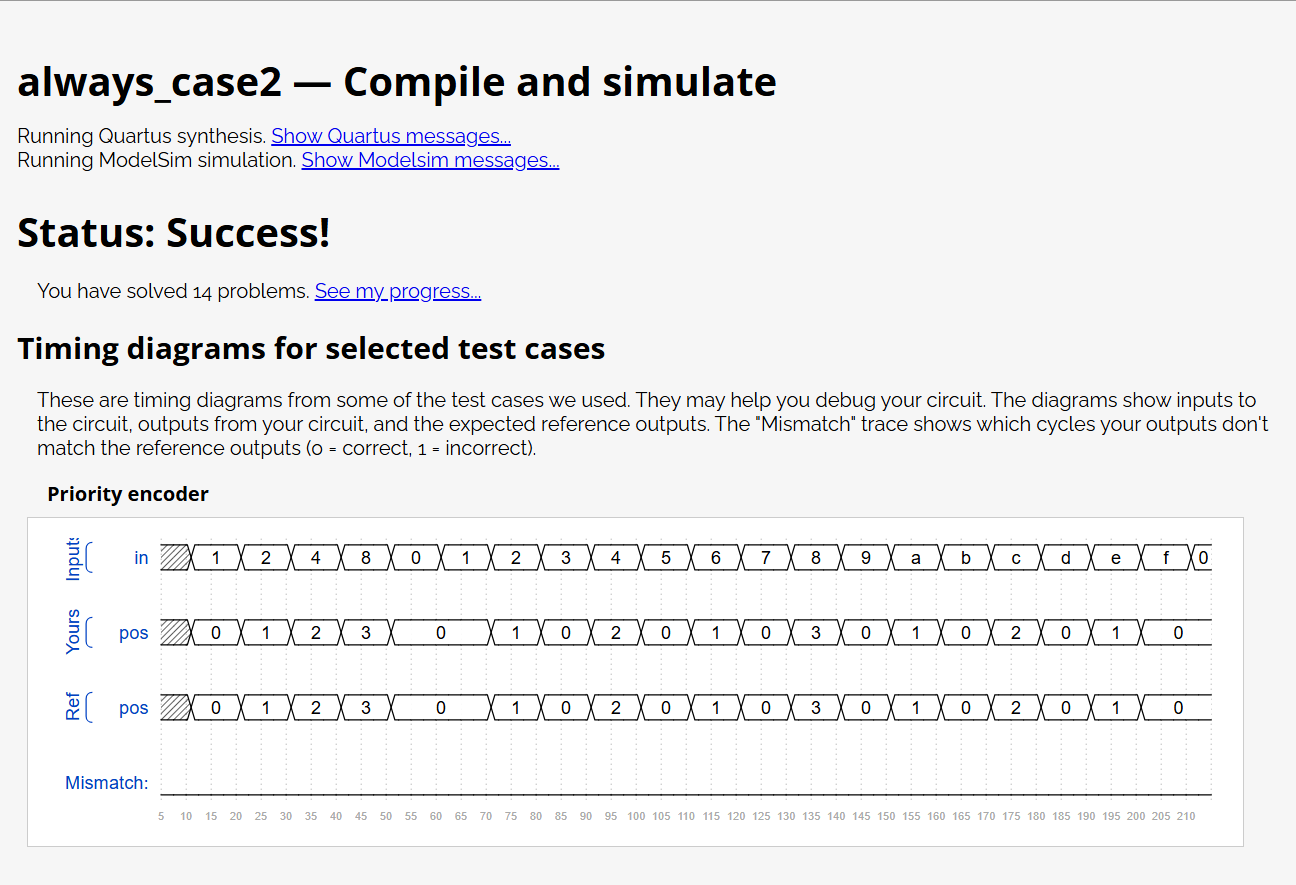 always_case2 — Compile and simulate
Running Quartus synthesis. Show Quartus messages...
Running ModelSim simulation. Show Modelsim messages...
Status: Success!
You have solved 14 problems. See my progress...
Timing diagrams for selected test cases
These are timing diagrams from some of the test cases we used. They may help you debug your circuit. The diagrams show inputs to
the circuit, outputs from your circuit, and the expected reference outputs. The "Mismatch" trace shows which cycles your outputs don't
match the reference outputs (0 = correct, 1 = incorrect).
Priority encoder
Inputs in 1 2 4 8 0 1 2 3 4 5 6 7 8 9 a b c d e f 0
Yours pos 0 1 2 3 0 1 0 2 0 1 0 3 0 1 0 2 0 1 0
Ref pos 0 1 2 3 0 1 0 2 0 1 0 3 0 1 0 2 0 1 0
Mismatch:
5 10 15 20 25 30 35 40 45 50 55 60 65 70 75 80 85 90 95 100 105 110 115 120 125 130 135 140 145 150 155 160 165 170 175 180 185 190 195 200 205 210